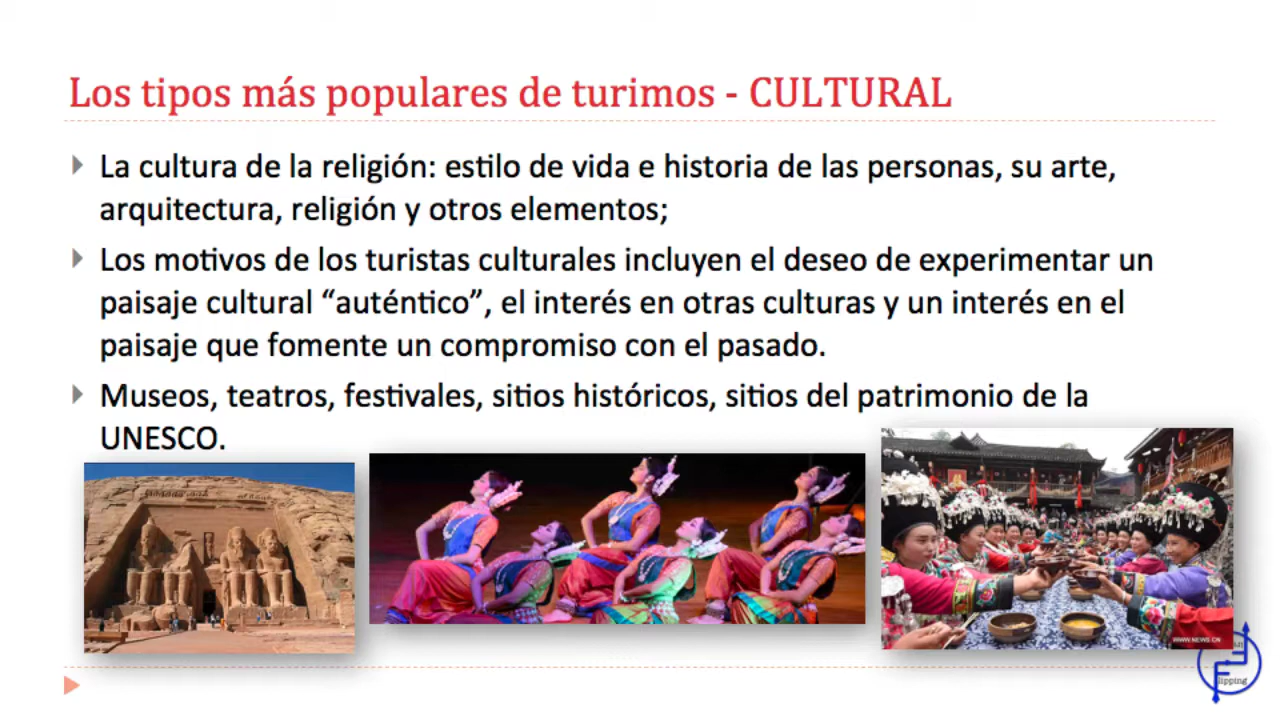 Los tipos más populares de turimos - CULTURAL
La cultura de la religión: estilo de vida e historia de las personas, su arte,
arquitectura, religión y otros elementos;
Los motivos de los turistas culturales incluyen el deseo de experimentar un
paisaje cultural “auténtico”, el interés en otras culturas y un interés en el
paisaje que fomente un compromiso con el pasado.
Museos, teatros, festivales, sitios históricos, sitios del patrimonio de la
UNESCO.
WWW.NEWS.CN